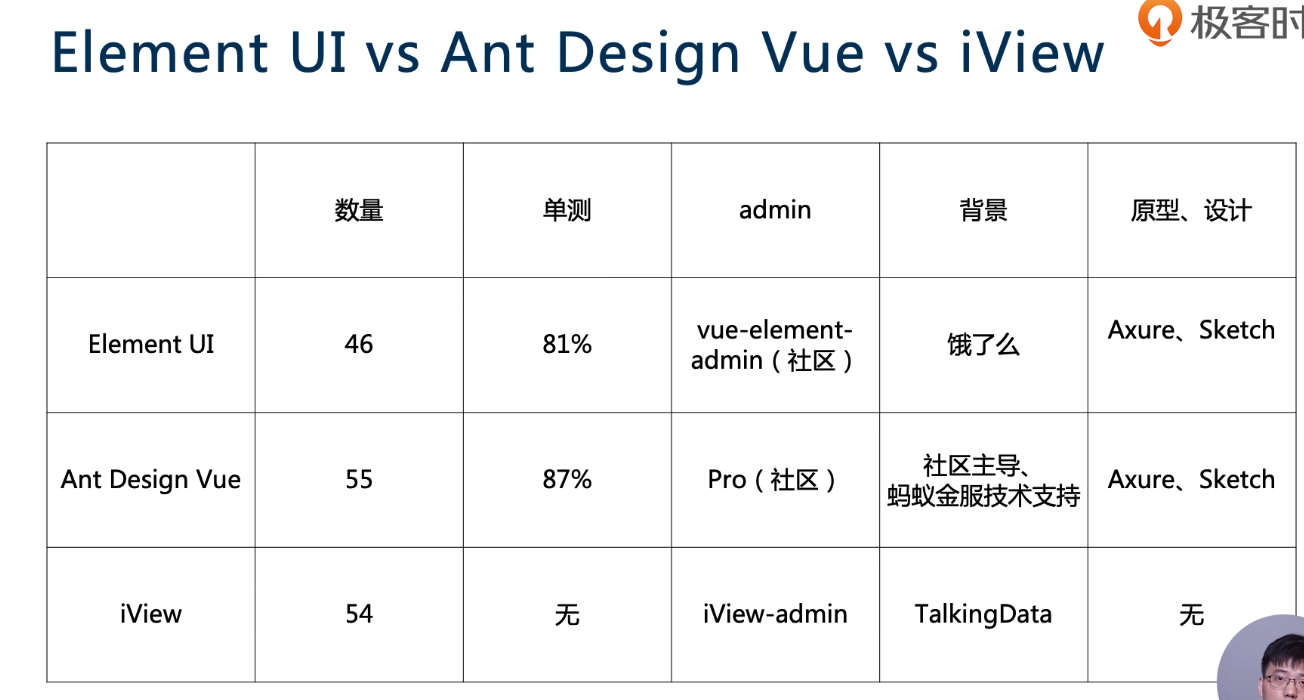 极客时
Element UI vs Ant Design Vue vs iView
数量 单测 admin 背景 原型、设计
Element UI 46 81% vue-element-admin（社区） 饿了么 Axure、Sketch
Ant Design Vue 55 87% Pro（社区） 社区主导、蚂蚁金服技术支持 Axure、Sketch
iView 54 无 iView-admin TalkingData 无